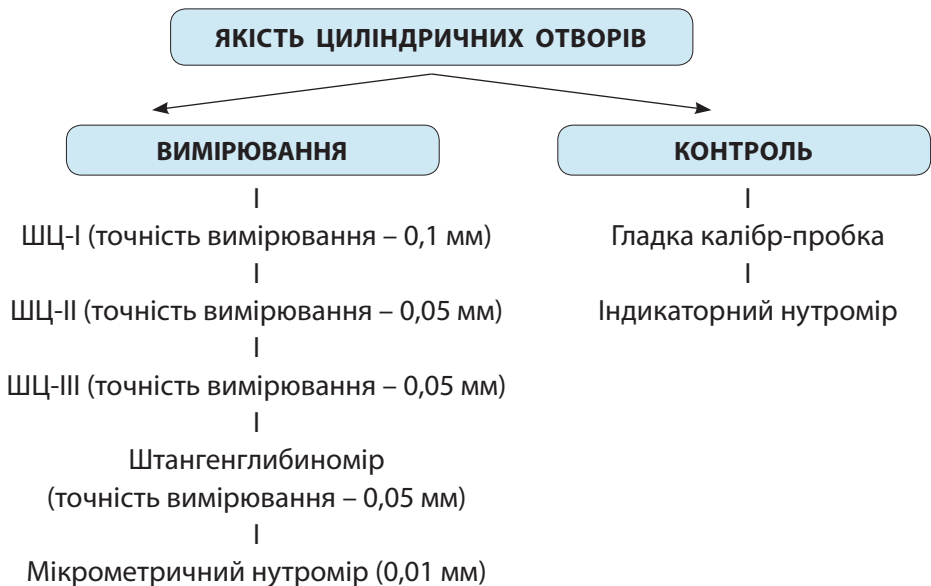 ЯКІСТЬ ЦИЛІНДРИЧНИХ ОТВОРІВ
ВИМІРЮВАННЯ
ШЦ-І (точність вимірювання – 0,1 мм)
ШЦ-ІІ (точність вимірювання – 0,05 мм)
ШЦ-ІІІ (точність вимірювання – 0,05 мм)
Штангенглибиномір
(точність вимірювання – 0,05 мм)
Мікрометричний нутромір (0,01 мм)
КОНТРОЛЬ
Гладка калібр-пробка
Індикаторний нутромір